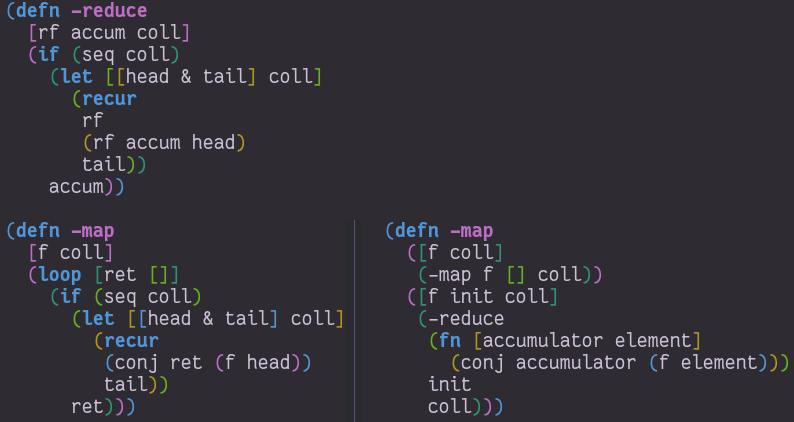 (defn -reduce
  [rf accum coll]
  (if (seq coll)
    (let [[head & tail] coll]
      (recur
       rf
       (rf accum head)
       tail))
    accum))
(defn -map
  [f coll]
  (loop [ret []]
    (if (seq coll)
      (let [[head & tail] coll]
        (recur
         (conj ret (f head))
         tail))
      ret)))
(defn -map
  ([f coll]
   (-map f [] coll))
  ([f init coll]
   (-reduce
    (fn [accumulator element]
      (conj accumulator (f element)))
    init
    coll)))